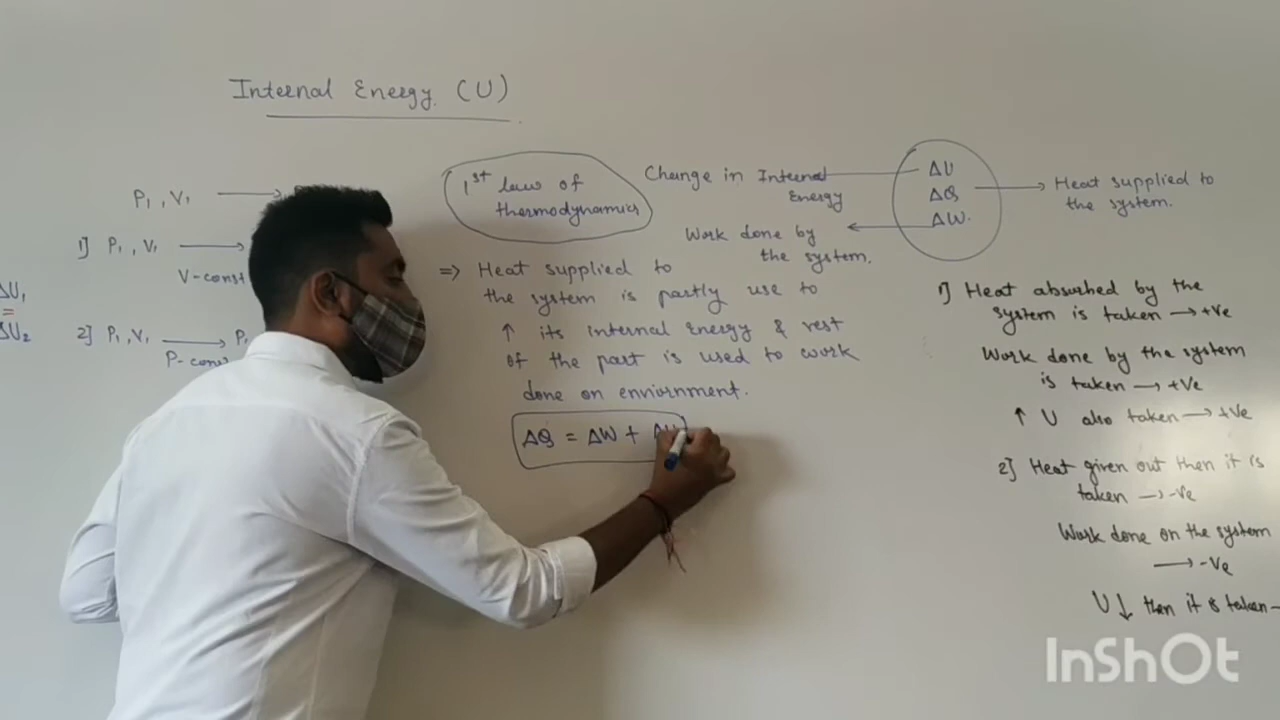 Internal Energy (U)
P₁, V₁ →
1] P₁, V₁ →
V-const
2] P₁, V₁ → P.
P-cons
ΔU₁
=
ΔU₂
1st law of
thermodynamics
Change in Internal
Energy
ΔU
ΔQ
ΔW.
Heat supplied to
the system.
Work done by
the system.
=> Heat supplied to
the system is partly use to
↑ its internal Energy & rest
of the part is used to work
done on enviornment.
ΔQ = ΔW + ΔU
1] Heat absurbed by the
system is taken → +ve
Work done by the system
is taken → +ve
↑ U also taken → +ve
2] Heat given out then it is
taken → -ve
Work done on the system
→ -ve
U↓ then it is taken –
InShOt